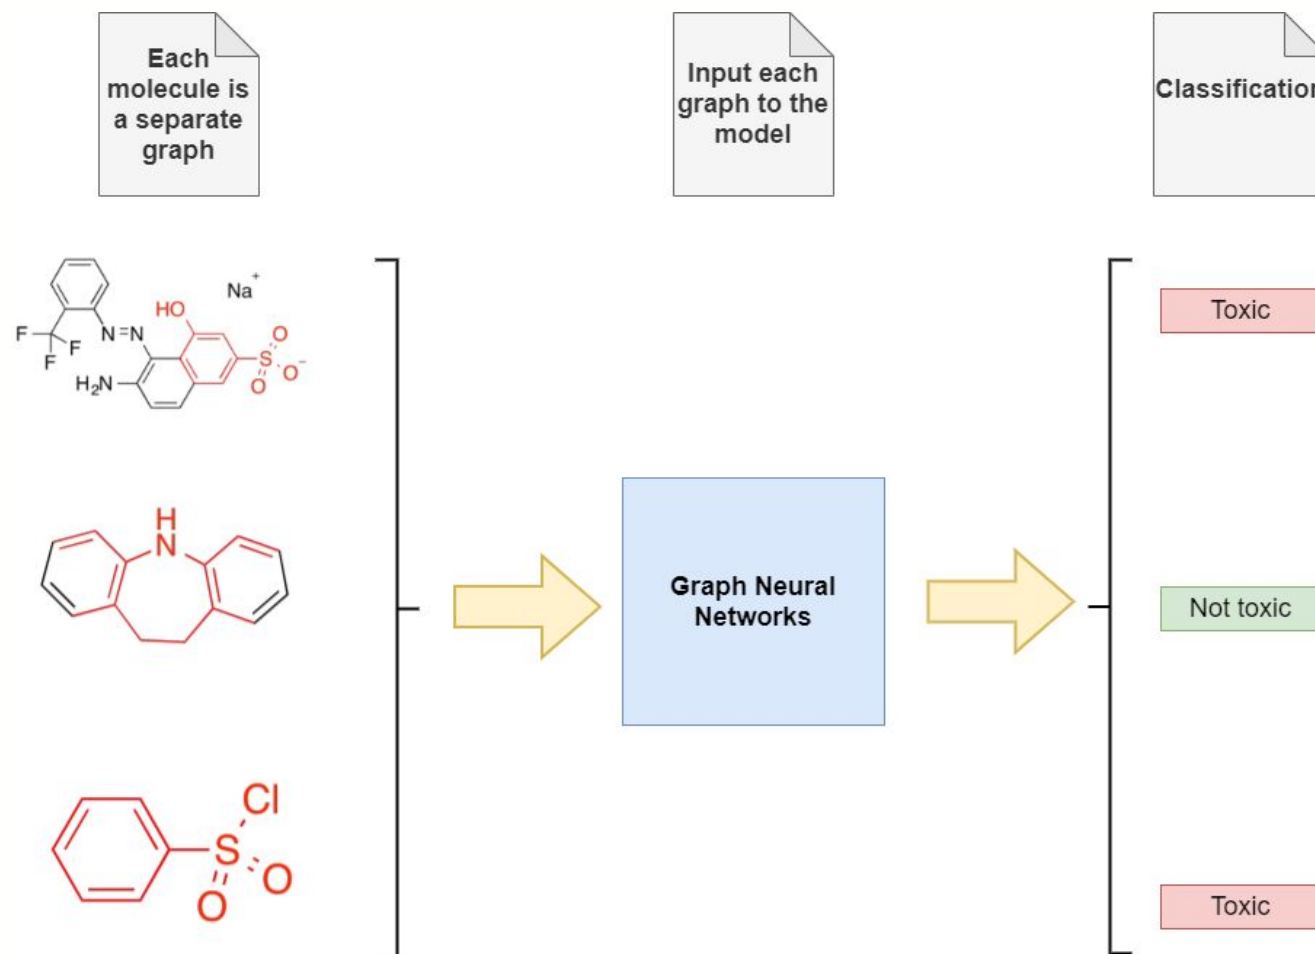 Each
molecule is
a separate
graph
Input each
graph to the
model
Classification
Na+
HO
F
F
F
N=N
H₂N
S
O
O
O⁻
Toxic
H
N
Graph Neural
Networks
Not toxic
Cl
S
O
O
Toxic